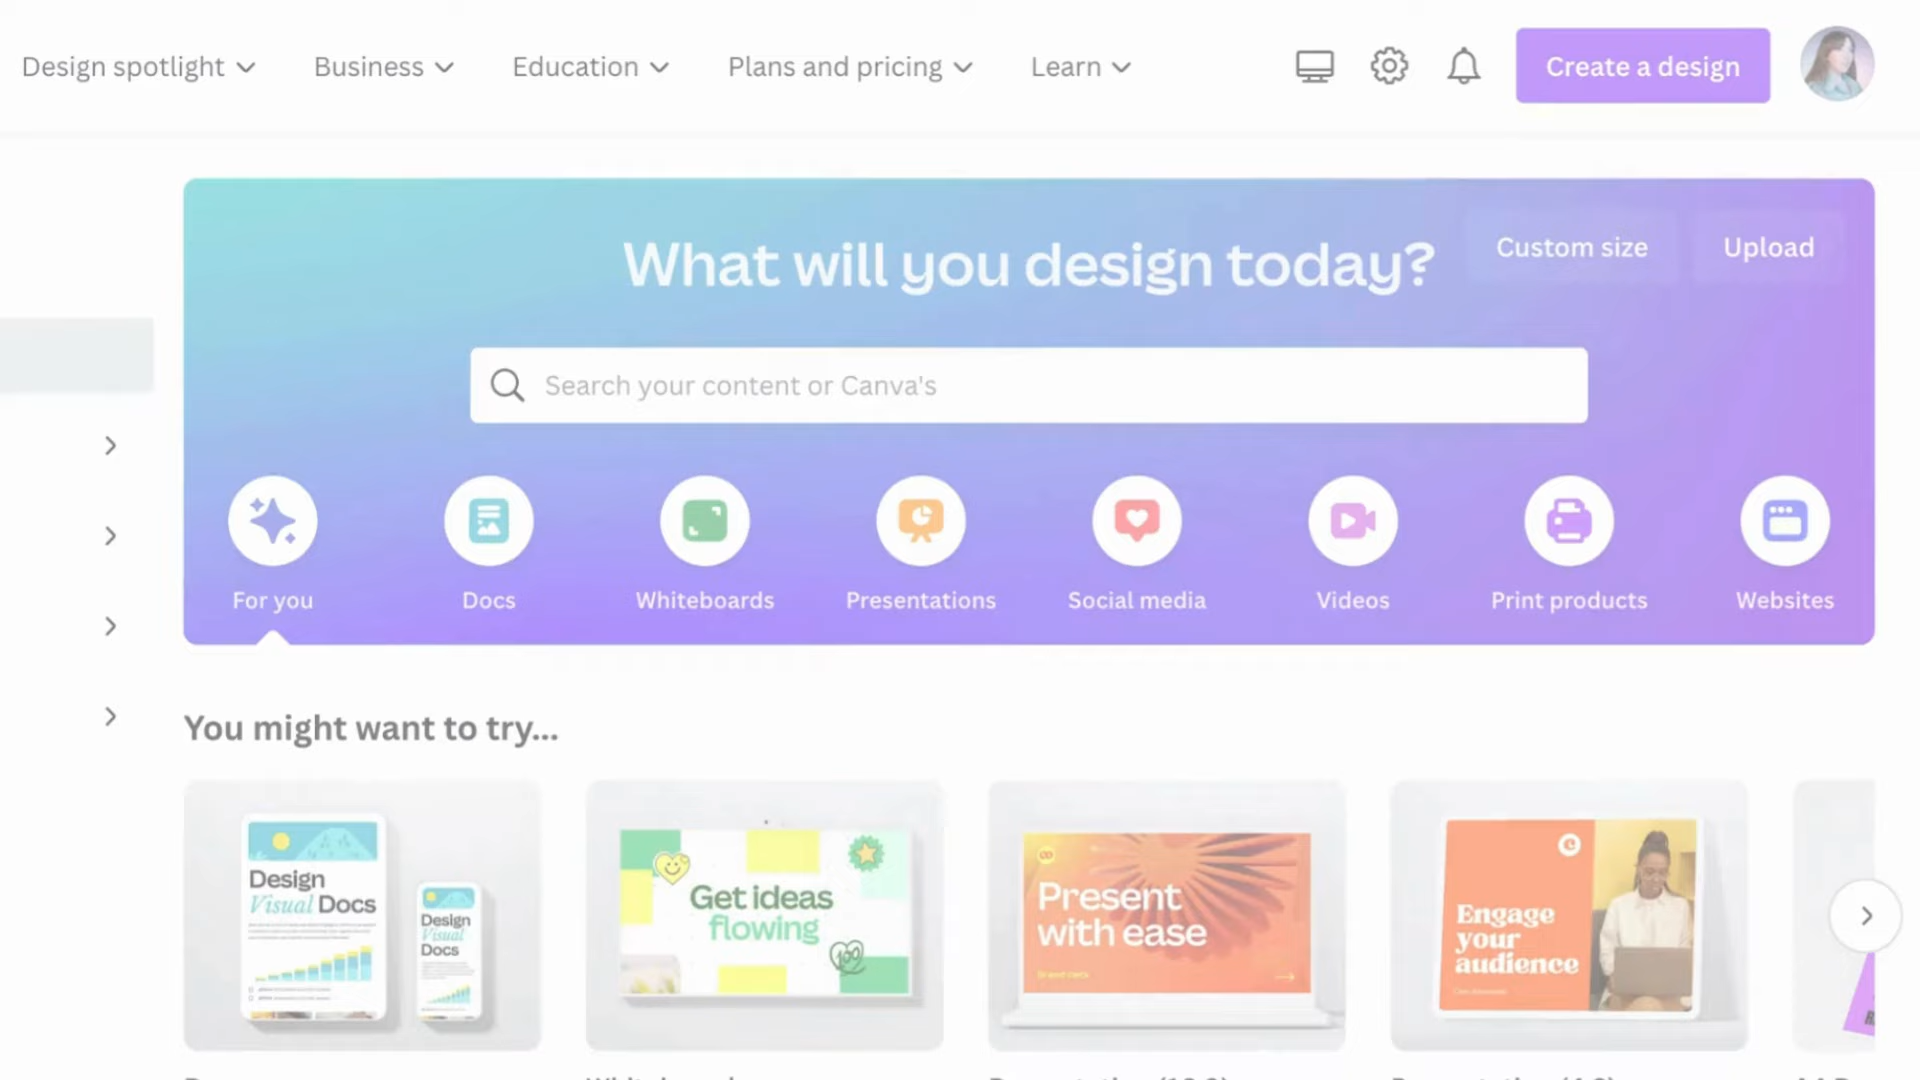 Design spotlight
Business
Education
Plans and pricing
Learn
Create a design
What will you design today?
Custom size
Upload
Search your content or Canva's
For you
Docs
Whiteboards
Presentations
Social media
Videos
Print products
Websites
You might want to try...
Design
Visual Docs
Design
Visual
Docs
Get ideas
flowing
100
Present
with ease
Engage
your
audience